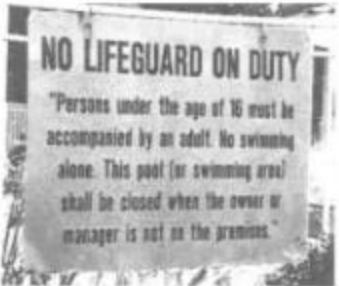 NO LIFEGUARD ON DUTY
"Persons under the age of 16 must be
accompanied by an adult. No swimming
alone. This pool (or swimming area)
shall be closed when the owner or
manager is not on the premises."